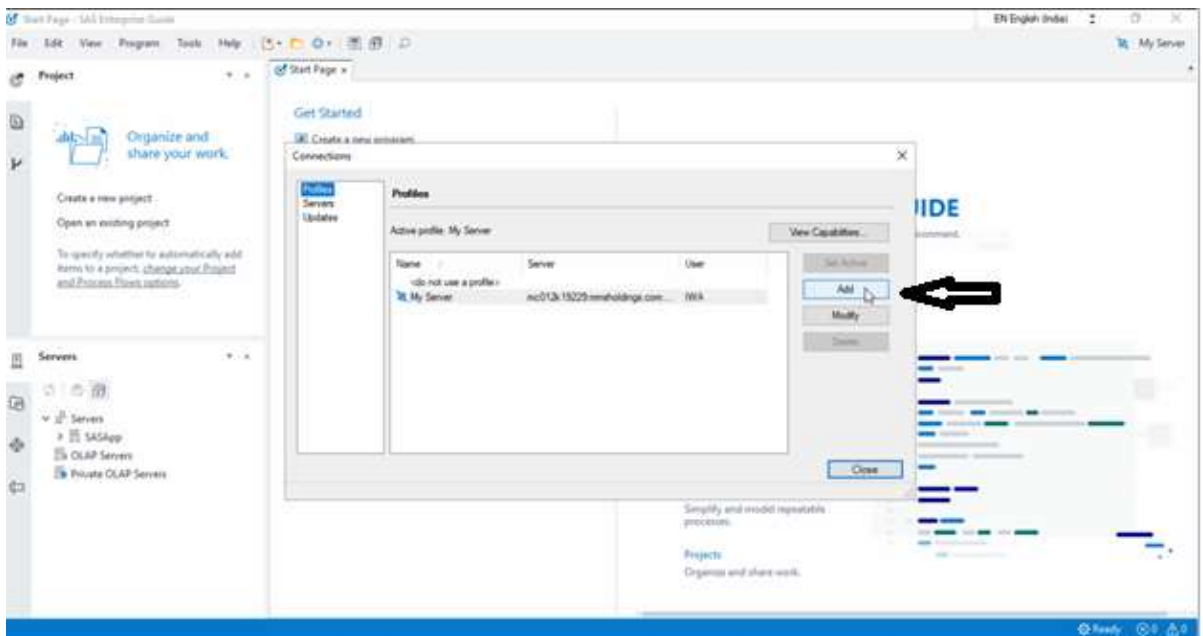 Start Page - SAS Enterprise Guide
EN English (India)
File Edit View Program Tools Help
My Server
Project
Start Page
Organize and
share your work.
Create a new project
Open an existing project
To specify whether to automatically add
items to a project, change your Project
and Process Flows options.
Get Started
Create a new program
Connections
Profiles
Servers
Updates
Profiles
Active profile: My Server
View Capabilities...
Name Server User
<do not use a profile>
My Server IWA
Set Active
Add
Modify
Delete
Close
UIDE
Servers
Servers
SASApp
OLAP Servers
Private OLAP Servers
Simplify and model repeatable
processes.
Projects
Organize and share work.
Ready 0 0